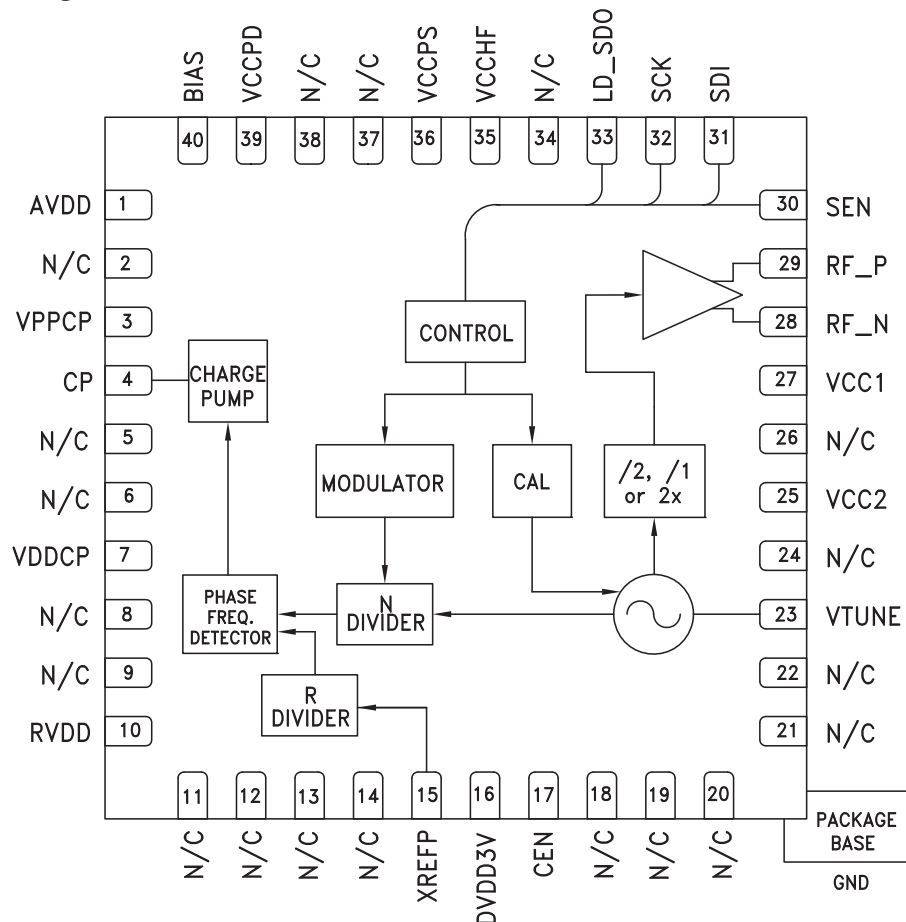 BIAS
VCCPD
N/C
N/C
VCCPS
VCCHF
N/C
LD_SDO
SCK
SDI
40
39
38
37
36
35
34
33
32
31
AVDD 1
N/C 2
VPPCP 3
CP 4
N/C 5
N/C 6
VDDCP 7
N/C 8
N/C 9
RVDD 10
30 SEN
29 RF_P
28 RF_N
27 VCC1
26 N/C
25 VCC2
24 N/C
23 VTUNE
22 N/C
21 N/C
CONTROL
CHARGE
PUMP
MODULATOR
CAL
/2, /1
or 2x
PHASE
FREQ.
DETECTOR
N
DIVIDER
R
DIVIDER
11
12
13
14
15
16
17
18
19
20
N/C
N/C
N/C
N/C
XREFP
DVDD3V
CEN
N/C
N/C
N/C
PACKAGE
BASE
GND